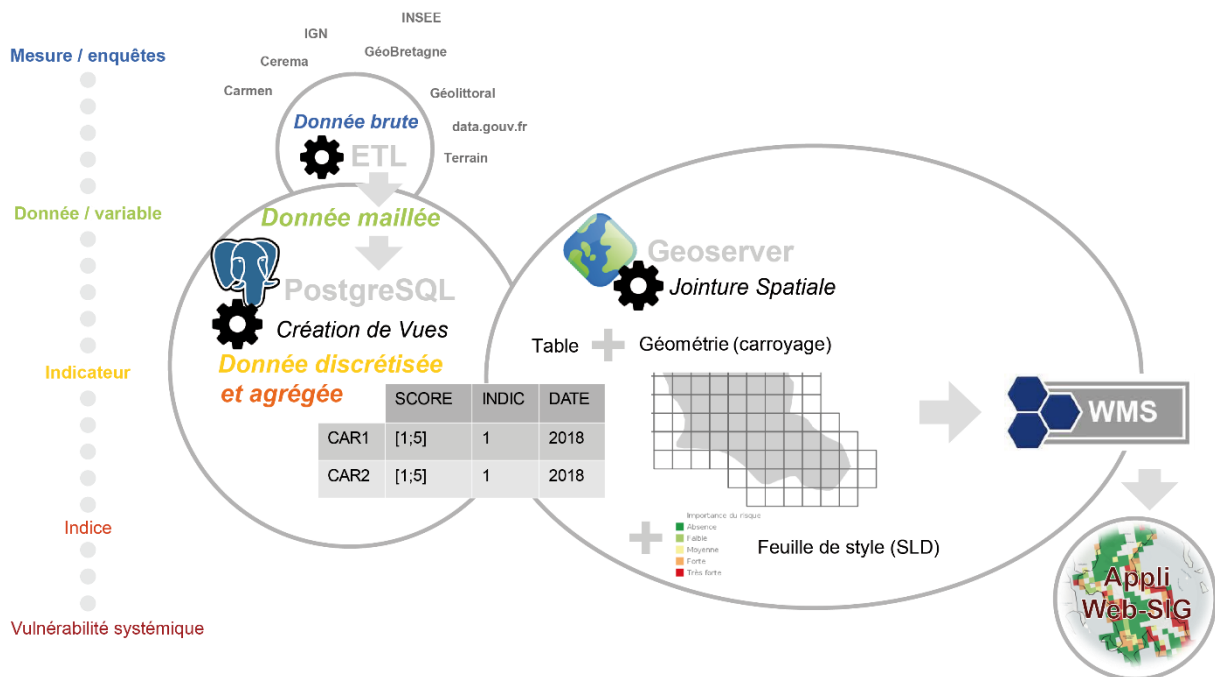 Mesure / enquêtes
INSEE
IGN
GéoBretagne
Cerema
Carmen
Géolittoral
data.gouv.fr
Terrain
Donnée brute
ETL
Donnée / variable
Donnée maillée
PostgreSQL
Création de Vues
Indicateur
Donnée discrétisée
et agrégée
SCORE INDIC DATE
CAR1 [1;5] 1 2018
CAR2 [1;5] 1 2018
Indice
Vulnérabilité systémique
Geoserver
Jointure Spatiale
Table
Géométrie (carroyage)
Importance du risque
Absence
Faible
Moyenne
Forte
Très forte
Feuille de style (SLD)
WMS
Appli
Web-SIG